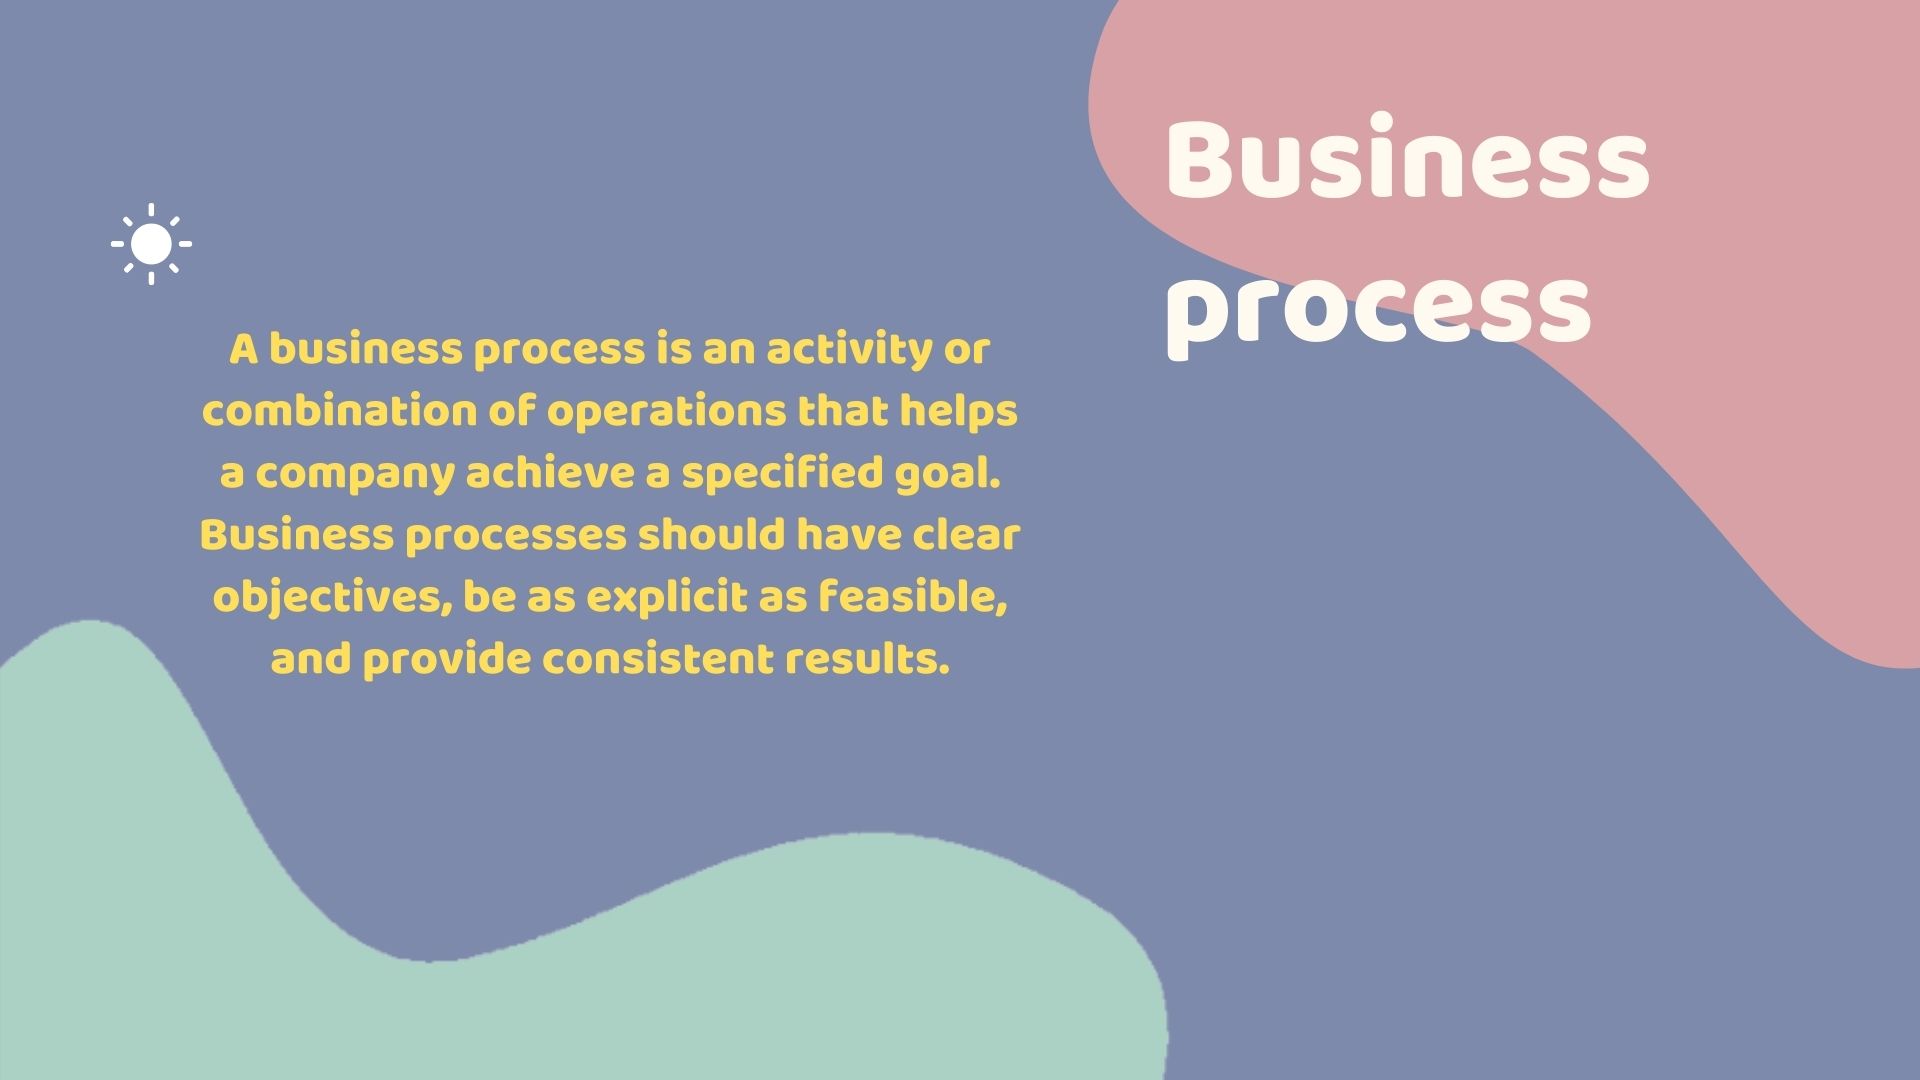 Business
process
A business process is an activity or
combination of operations that helps
a company achieve a specified goal.
Business processes should have clear
objectives, be as explicit as feasible,
and provide consistent results.